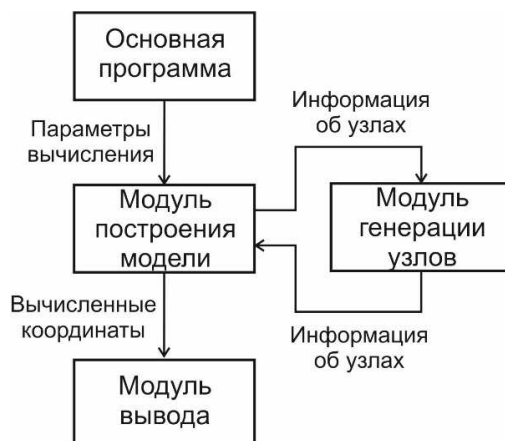 Основная
программа
Информация
об узлах
Параметры
вычисления
Модуль
построения
модели
Модуль
генерации
узлов
Вычисленные
координаты
Информация
об узлах
Модуль
вывода